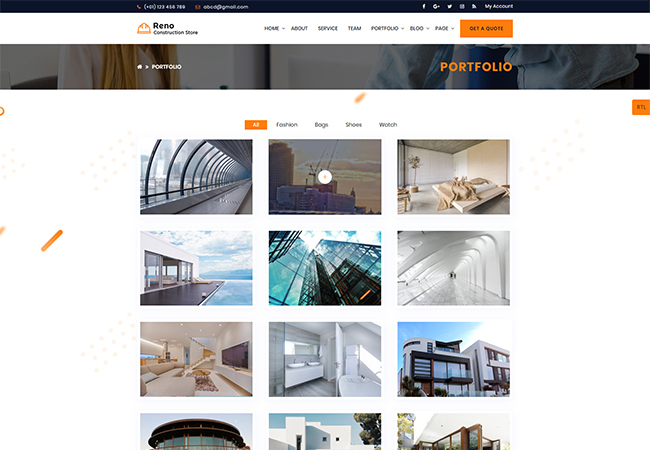 (+01) 123 456 789 abcd@gmail.com My Account
Reno
Construction Store
HOME ABOUT SERVICE TEAM PORTFOLIO BLOG PAGE GET A QUOTE
» PORTFOLIO
PORTFOLIO
RTL
All Fashion Bags Shoes Watch